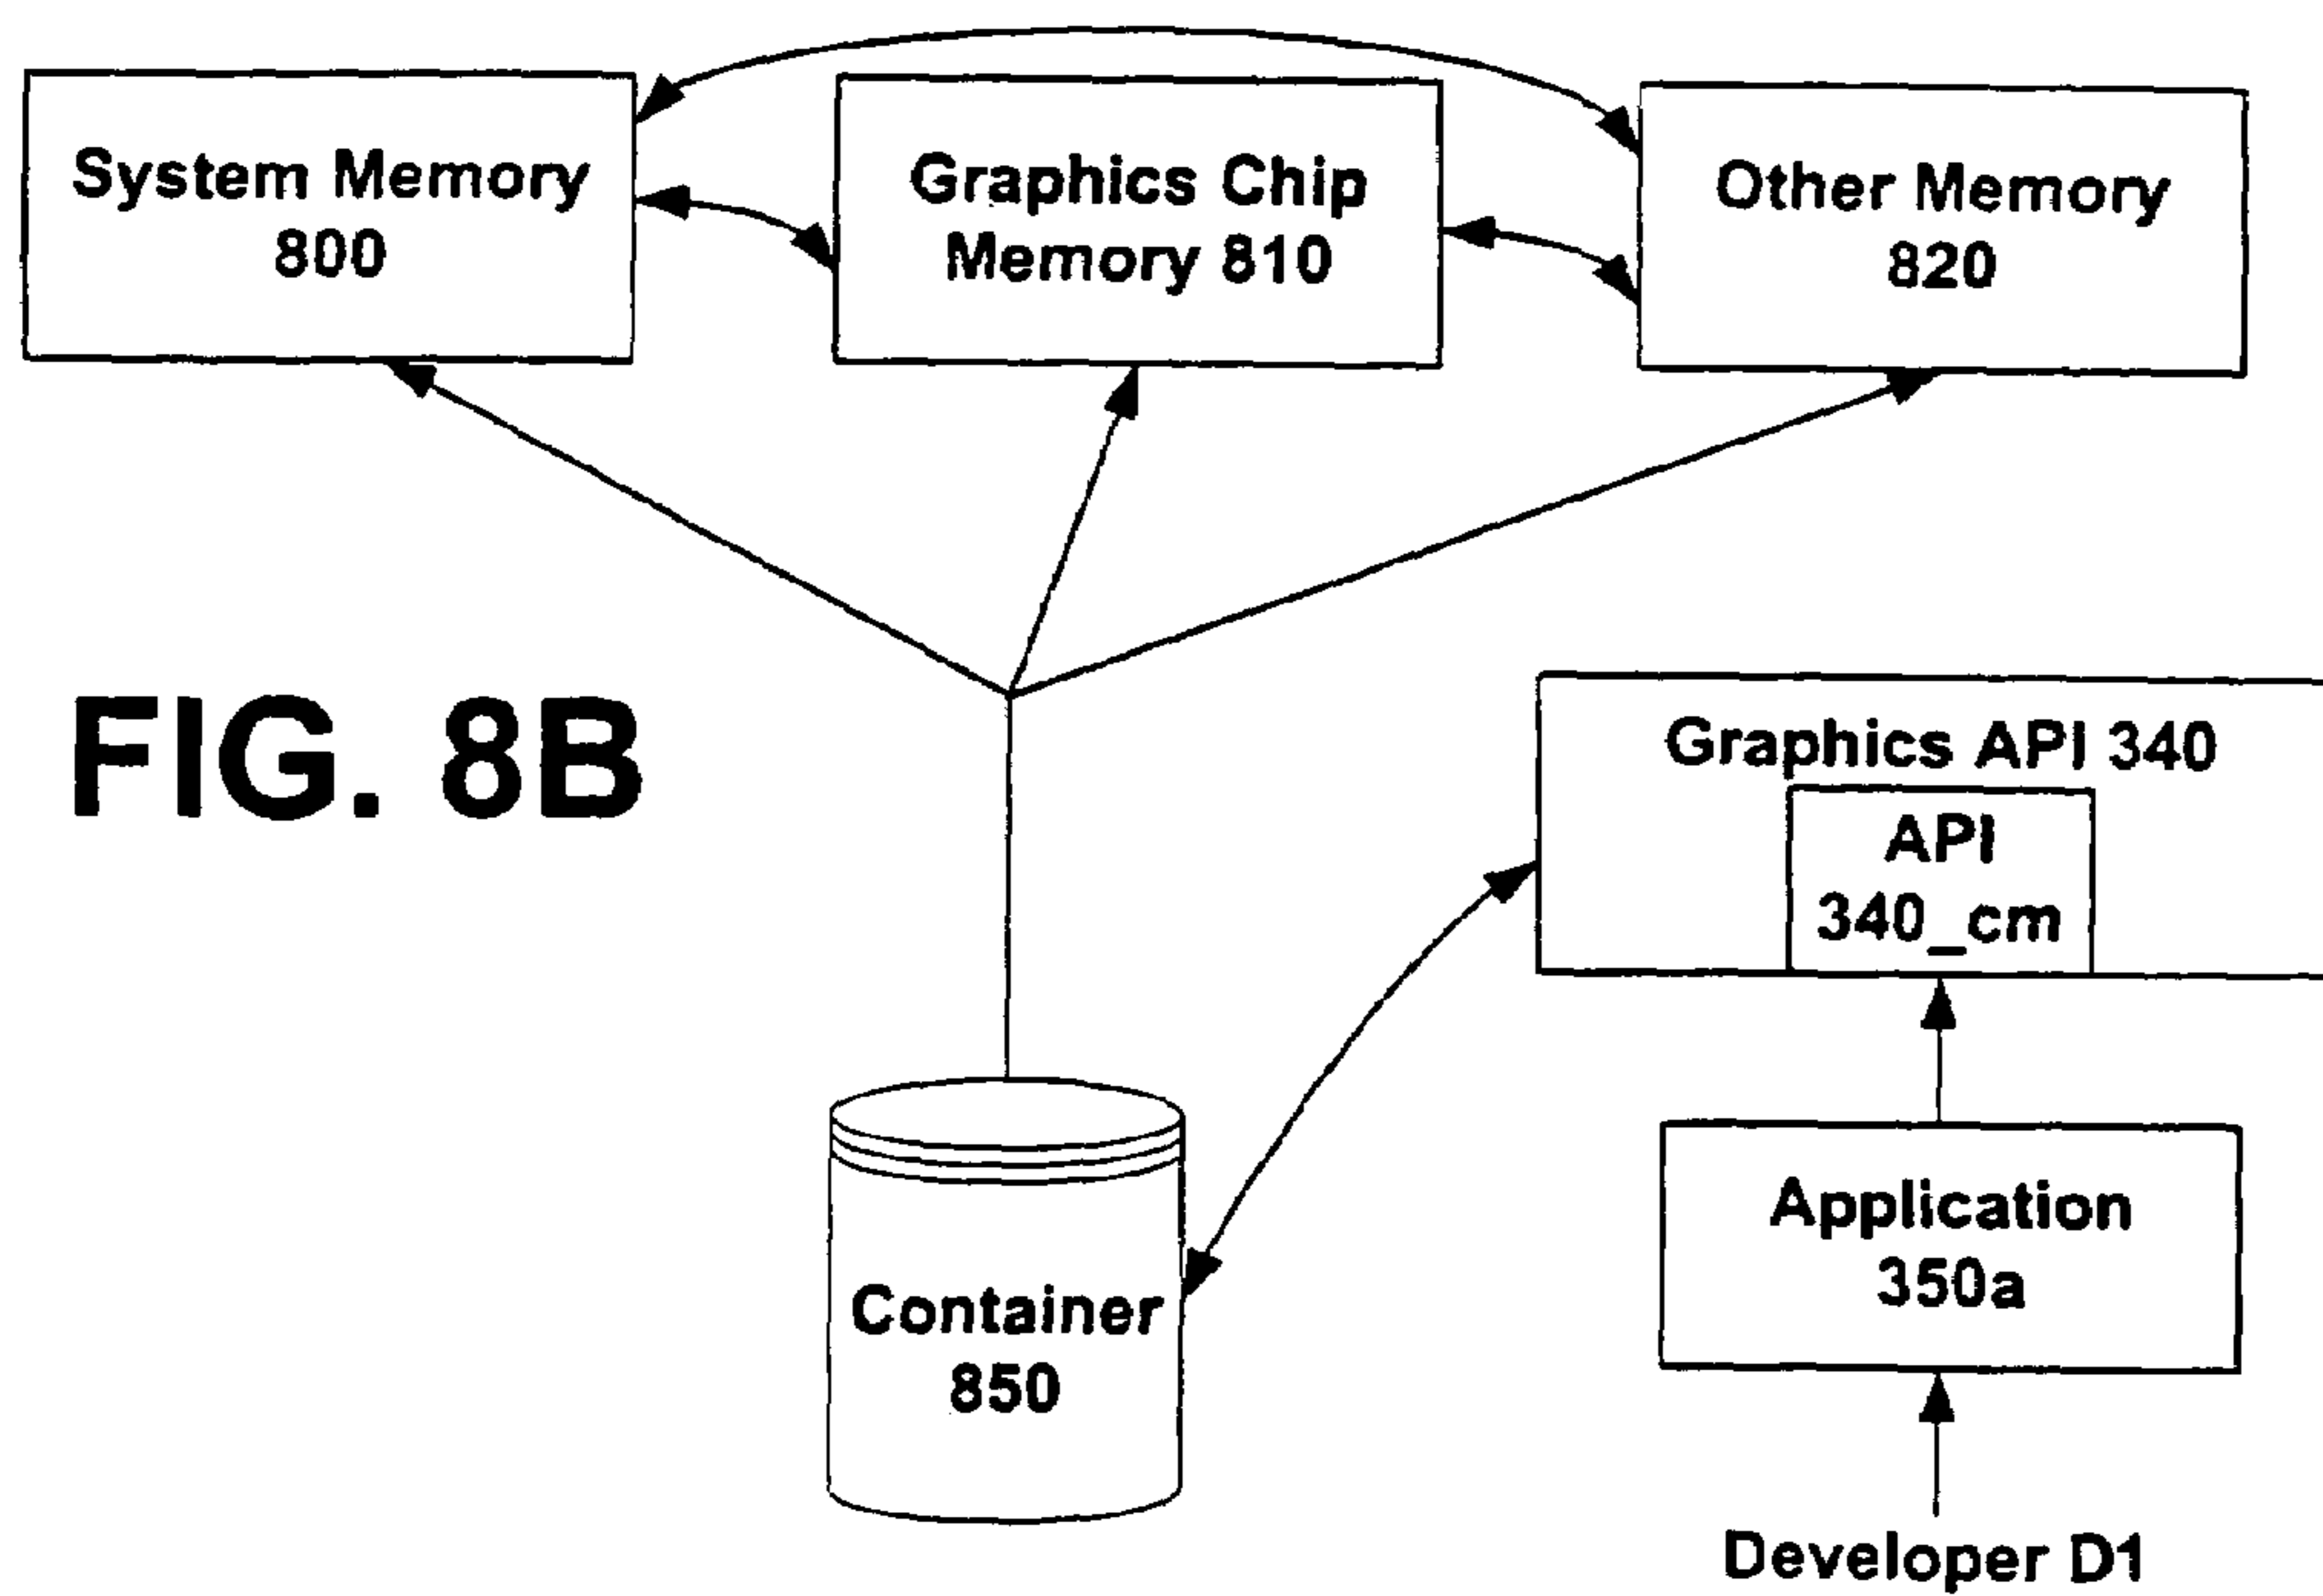 System Memory
800
Graphics Chip
Memory 810
Other Memory
820
FIG. 8B
Graphics API 340
API
340_cm
Application
350a
Container
850
Developer D1